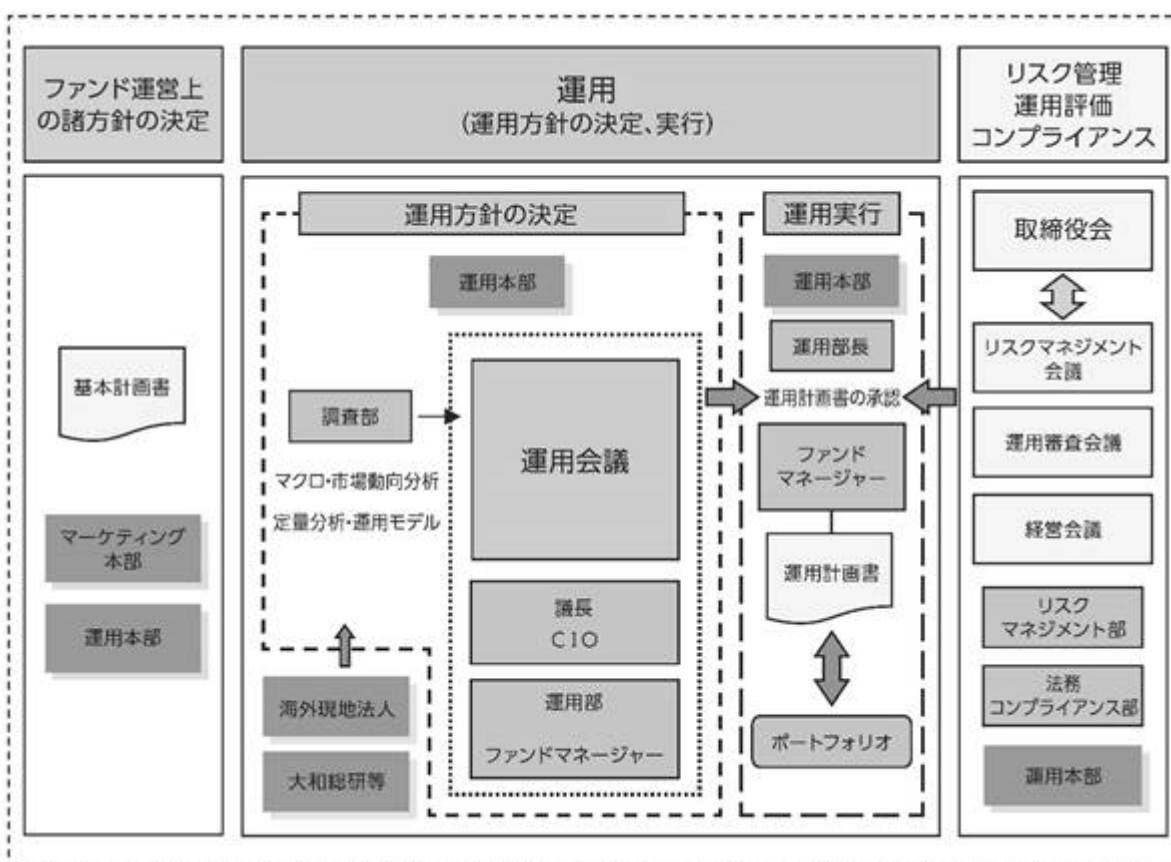 ファンド運営上
の諸方針の決定
運用
(運用方針の決定、実行)
リスク管理
運用評価
コンプライアンス
基本計画書
マーケティング
本部
運用本部
運用方針の決定
運用本部
調査部
マクロ・市場動向分析
定量分析・運用モデル
運用会議
議長
CIO
運用部
ファンドマネージャー
海外現地法人
大和総研等
運用実行
運用本部
運用部長
運用計画書の承認
ファンド
マネージャー
運用計画書
ポートフォリオ
取締役会
リスクマネジメント
会議
運用審査会議
経営会議
リスク
マネジメント部
法務
コンプライアンス部
運用本部